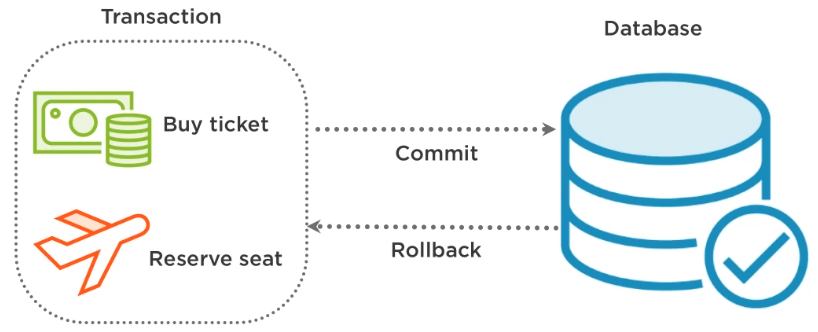 Transaction
Database
Buy ticket
Commit
Rollback
Reserve seat